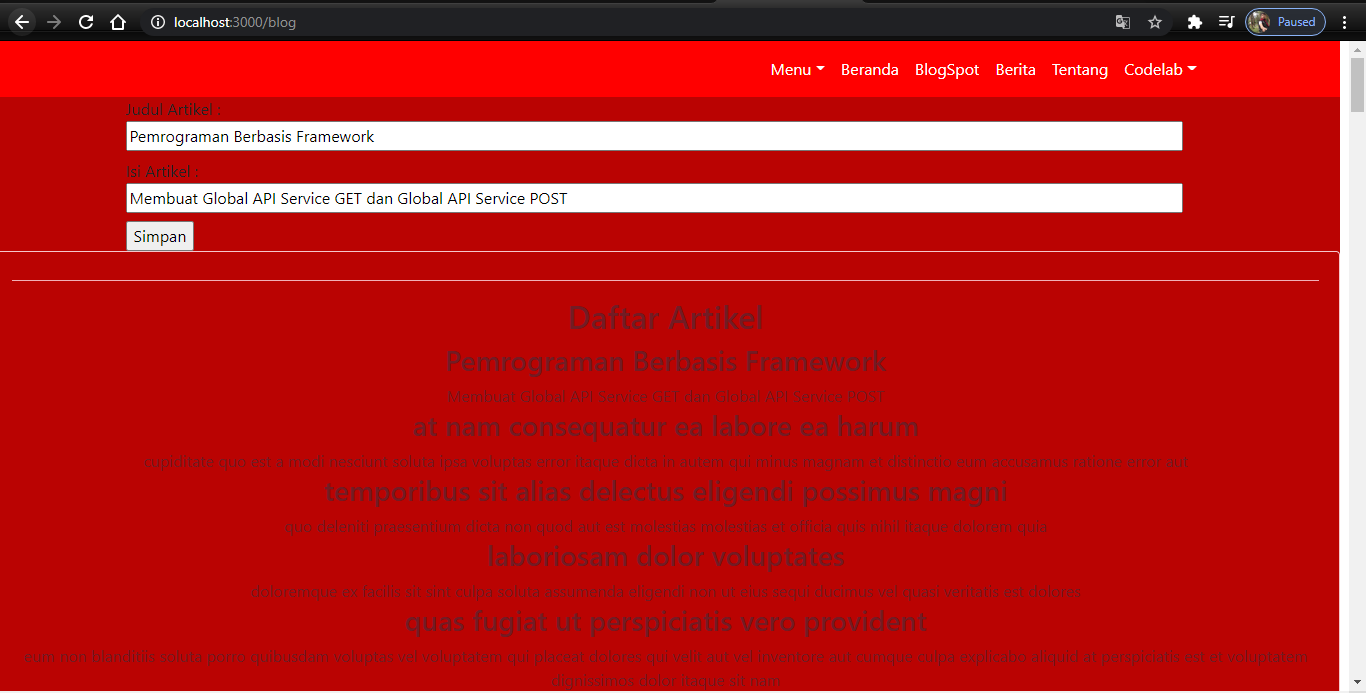 localhost:3000/blog
Paused
Menu Beranda BlogSpot Berita Tentang Codelab
Judul Artikel :
Pemrograman Berbasis Framework
Isi Artikel :
Membuat Global API Service GET dan Global API Service POST
Simpan
Daftar Artikel
Pemrograman Berbasis Framework
Membuat Global API Service GET dan Global API Service POST
at nam consequatur ea labore ea harum
cupiditate quo est a modi nesciunt soluta ipsa voluptas error itaque dicta in autem qui minus magnam et distinctio eum accusamus ratione error aut
temporibus sit alias delectus eligendi possimus magni
quo deleniti praesentium dicta non quod aut est molestias molestias et officia quis nihil itaque dolorem quia
laboriosam dolor voluptates
doloremque ex facilis sit sint culpa soluta assumenda eligendi non ut eius sequi ducimus vel quasi veritatis est dolores
quas fugiat ut perspiciatis vero provident
eum non blanditiis soluta porro quibusdam voluptas vel voluptatem qui placeat dolores qui velit aut vel inventore aut cumque culpa explicabo aliquid at perspiciatis est et voluptatem
dignissimos dolor itaque sit nam